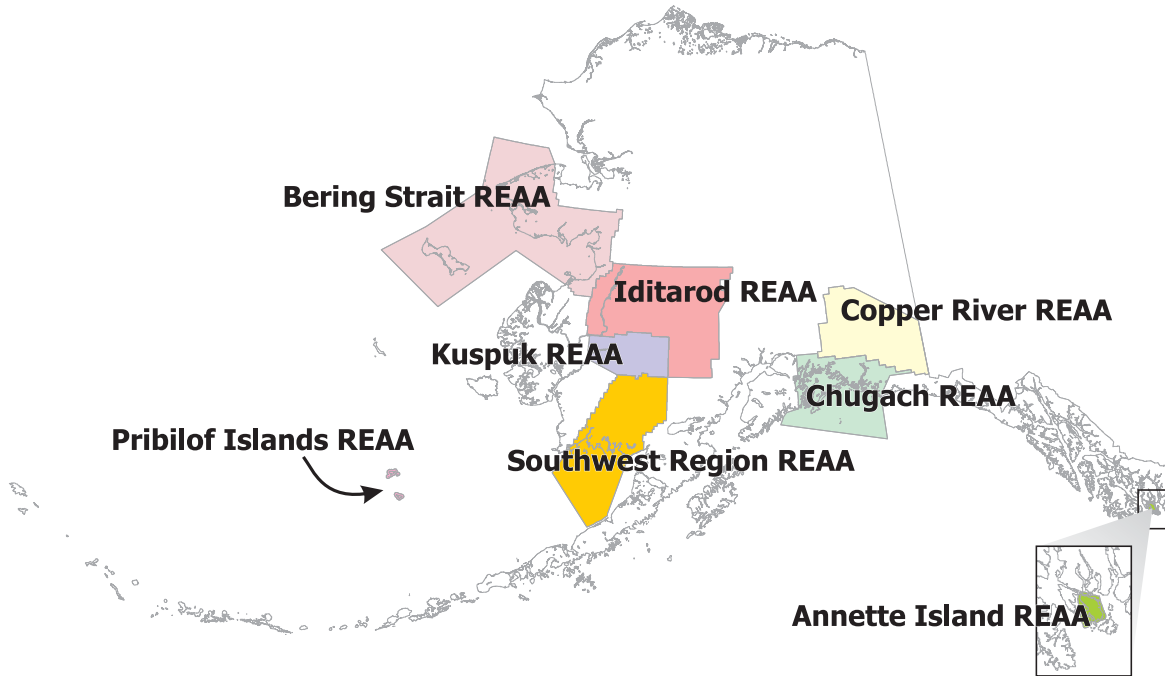 Bering Strait REAA
Iditarod REAA
Copper River REAA
Kuspuk REAA
Chugach REAA
Pribilof Islands REAA
Southwest Region REAA
Annette Island REAA